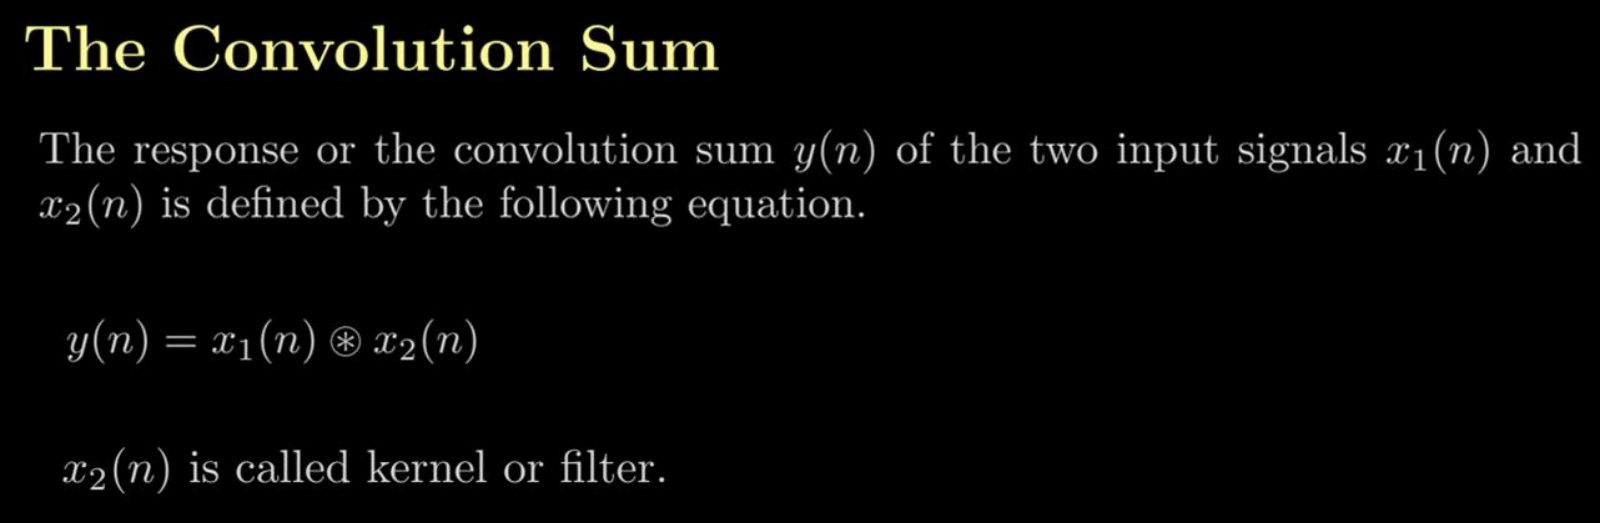 The Convolution Sum
The response or the convolution sum y(n) of the two input signals x₁(n) and
x₂(n) is defined by the following equation.
y(n) = x₁(n) ⊛ x₂(n)
x₂(n) is called kernel or filter.